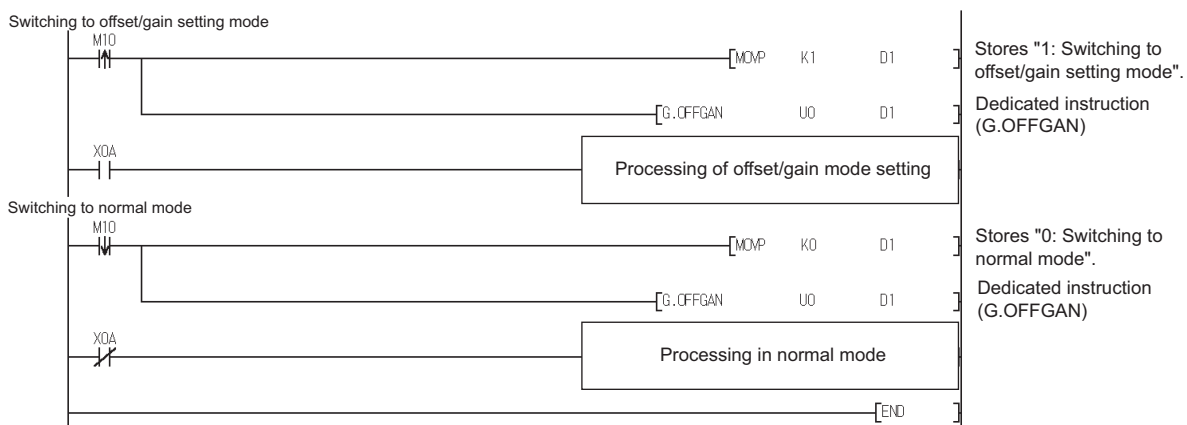 Switching to offset/gain setting mode
M10
MOVP K1 D1
Stores "1: Switching to
offset/gain setting mode".
G.OFFGAN U0 D1
Dedicated instruction
(G.OFFGAN)
X0A
Processing of offset/gain mode setting
Switching to normal mode
M10
MOVP K0 D1
Stores "0: Switching to
normal mode".
G.OFFGAN U0 D1
Dedicated instruction
(G.OFFGAN)
X0A
Processing in normal mode
END